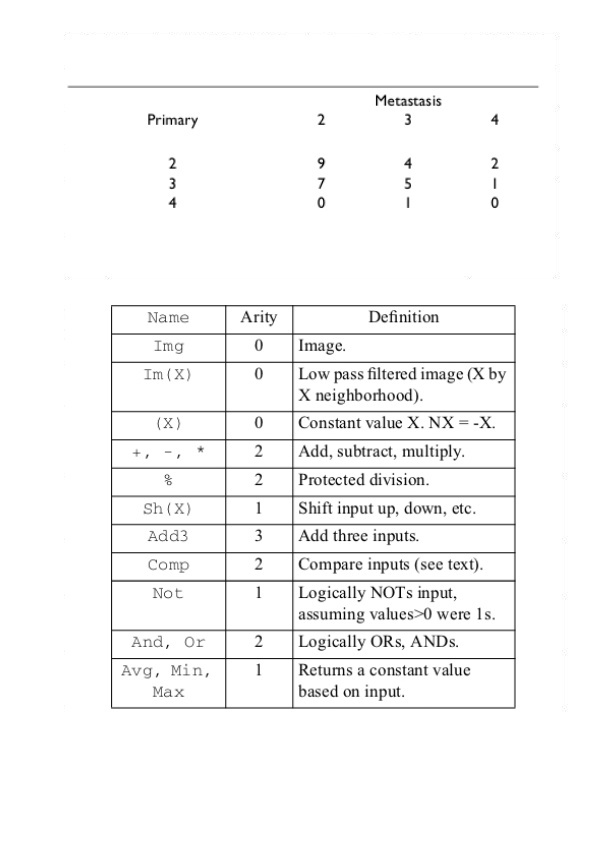 Metastasis
Primary 2 3 4
2 9 4 2
3 7 5 1
4 0 1 0
Name Arity Definition
Img 0 Image.
Im(X) 0 Low pass filtered image (X by
X neighborhood).
(X) 0 Constant value X. NX = -X.
+, -, * 2 Add, subtract, multiply.
% 2 Protected division.
Sh(X) 1 Shift input up, down, etc.
Add3 3 Add three inputs.
Comp 2 Compare inputs (see text).
Not 1 Logically NOTs input,
assuming values>0 were 1s.
And, Or 2 Logically ORs, ANDs.
Avg, Min, 1 Returns a constant value
Max based on input.